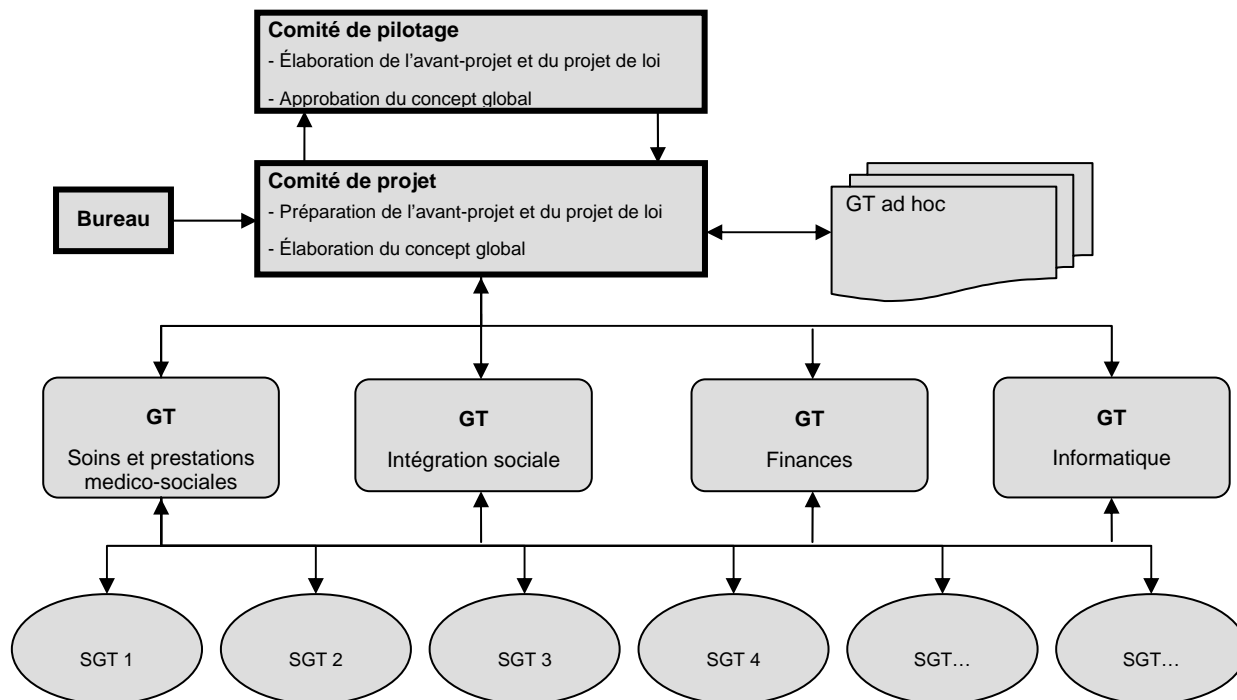 Comité de pilotage
- Élaboration de l'avant-projet et du projet de loi
- Approbation du concept global
Comité de projet
- Préparation de l'avant-projet et du projet de loi
- Élaboration du concept global
Bureau
GT ad hoc
GT
Soins et prestations
medico-sociales
GT
Intégration sociale
GT
Finances
GT
Informatique
SGT 1
SGT 2
SGT 3
SGT 4
SGT…
SGT…